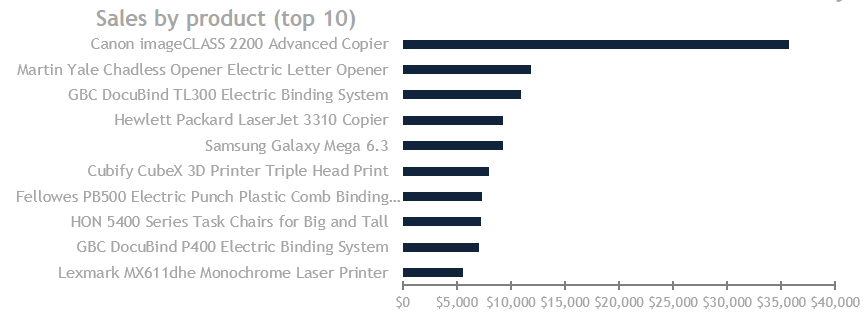 Sales by product (top 10)
Canon imageCLASS 2200 Advanced Copier
Martin Yale Chadless Opener Electric Letter Opener
GBC DocuBind TL300 Electric Binding System
Hewlett Packard LaserJet 3310 Copier
Samsung Galaxy Mega 6.3
Cubify CubeX 3D Printer Triple Head Print
Fellowes PB500 Electric Punch Plastic Comb Binding...
HON 5400 Series Task Chairs for Big and Tall
GBC DocuBind P400 Electric Binding System
Lexmark MX611dhe Monochrome Laser Printer
$0 $5,000 $10,000 $15,000 $20,000 $25,000 $30,000 $35,000 $40,000